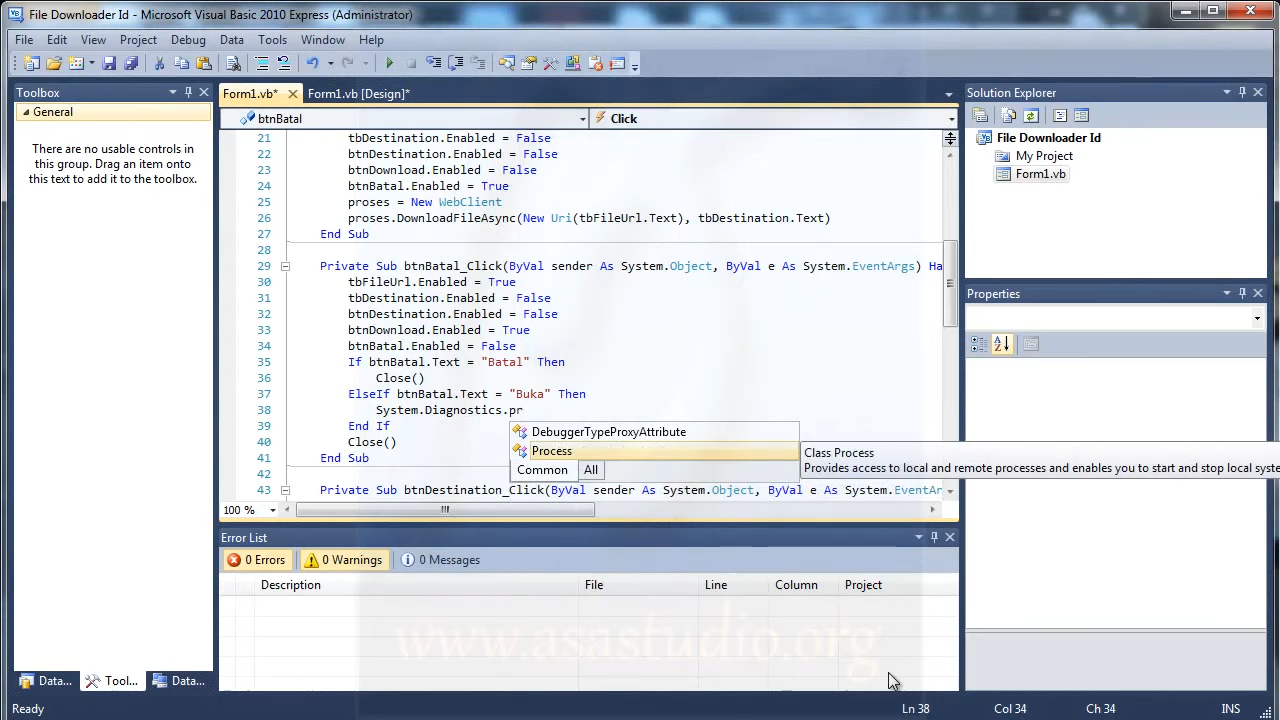 File Downloader Id - Microsoft Visual Basic 2010 Express (Administrator)
File Edit View Project Debug Data Tools Window Help
Toolbox
General
There are no usable controls in
this group. Drag an item onto
this text to add it to the toolbox.
Data... Tool... Data...
Form1.vb* Form1.vb [Design]*
btnBatal Click
21 tbDestination.Enabled = False
22 btnDestination.Enabled = False
23 btnDownload.Enabled = False
24 btnBatal.Enabled = True
25 proses = New WebClient
26 proses.DownloadFileAsync(New Uri(tbFileUrl.Text), tbDestination.Text)
27 End Sub
28
29 Private Sub btnBatal_Click(ByVal sender As System.Object, ByVal e As System.EventArgs) Ha
30 tbFileUrl.Enabled = True
31 tbDestination.Enabled = False
32 btnDestination.Enabled = False
33 btnDownload.Enabled = True
34 btnBatal.Enabled = False
35 If btnBatal.Text = "Batal" Then
36 Close()
37 ElseIf btnBatal.Text = "Buka" Then
38 System.Diagnostics.pr
39 End If
40 Close()
41 End Sub
42
43 Private Sub btnDestination_Click(ByVal sender As System.Object, ByVal e As System.EventAr
DebuggerTypeProxyAttribute
Process
Common All
Class Process
Provides access to local and remote processes and enables you to start and stop local syste
100 %
Error List
0 Errors 0 Warnings 0 Messages
Description File Line Column Project
www.asastudio.org
Solution Explorer
File Downloader Id
My Project
Form1.vb
Properties
Ready Ln 38 Col 34 Ch 34 INS